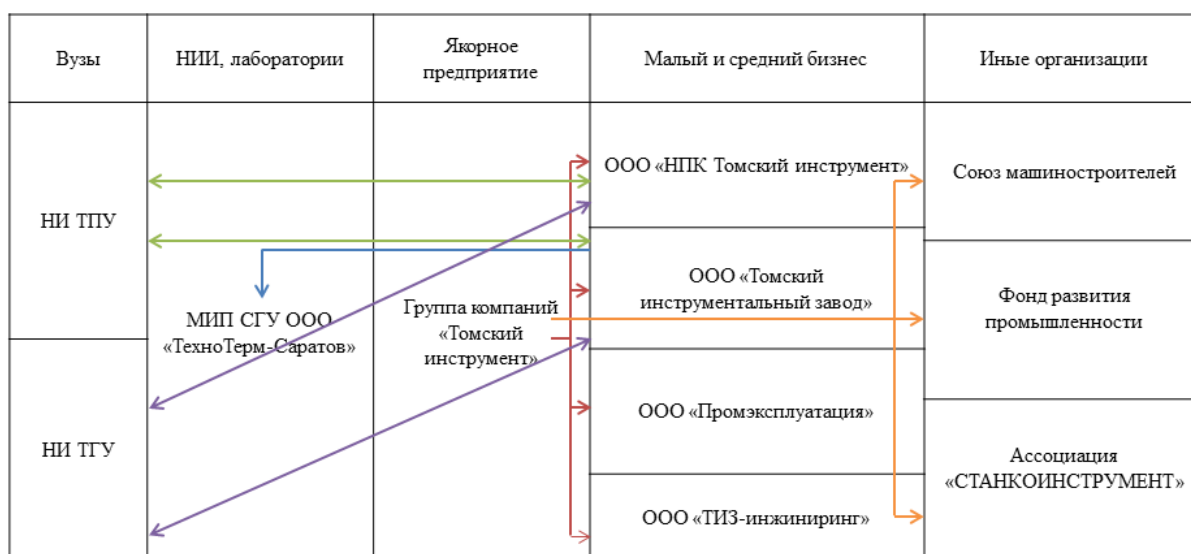 Вузы
НИИ, лаборатории
Якорное
предприятие
Малый и средний бизнес
Иные организации
НИ ТПУ
НИ ТГУ
МИП СГУ ООО
«ТехноТерм-Саратов»
Группа компаний
«Томский
инструмент»
ООО «НПК Томский инструмент»
ООО «Томский
инструментальный завод»
ООО «Промэксплуатация»
ООО «ТИЗ-инжиниринг»
Союз машиностроителей
Фонд развития
промышленности
Ассоциация
«СТАНКОИНСТРУМЕНТ»